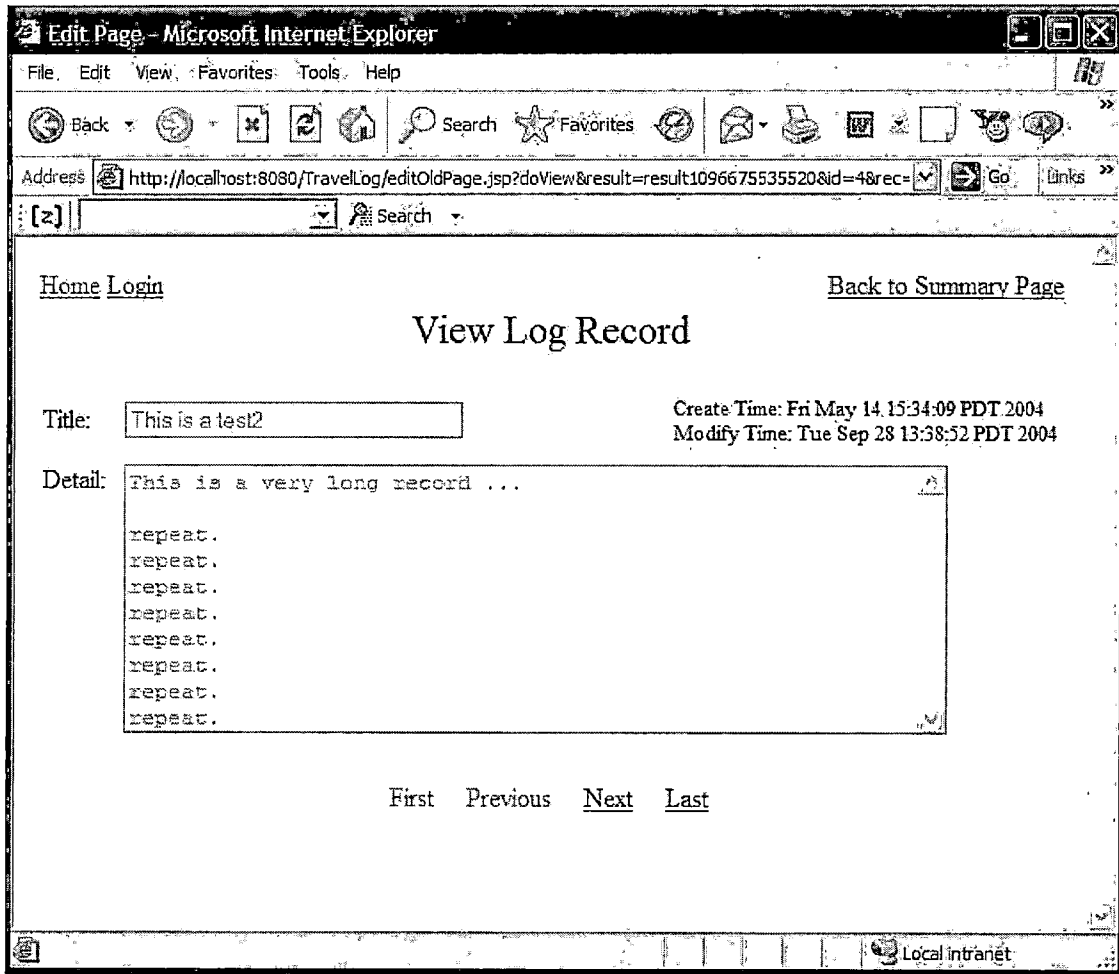 Edit Page - Microsoft Internet Explorer
File Edit View Favorites Tools Help
Back Search Favorites
Address http://localhost:8080/TravelLog/editOldPage.jsp?doView&result=result1096675535520&id=4&rec= Go Links
[z] Search
Home Login Back to Summary Page
View Log Record
Title: This is a test2
Create Time: Fri May 14 15:34:09 PDT 2004
Modify Time: Tue Sep 28 13:38:52 PDT 2004
Detail: This is a very long record ...
repeat.
repeat.
repeat.
repeat.
repeat.
repeat.
repeat.
repeat.
First Previous Next Last
Local intranet